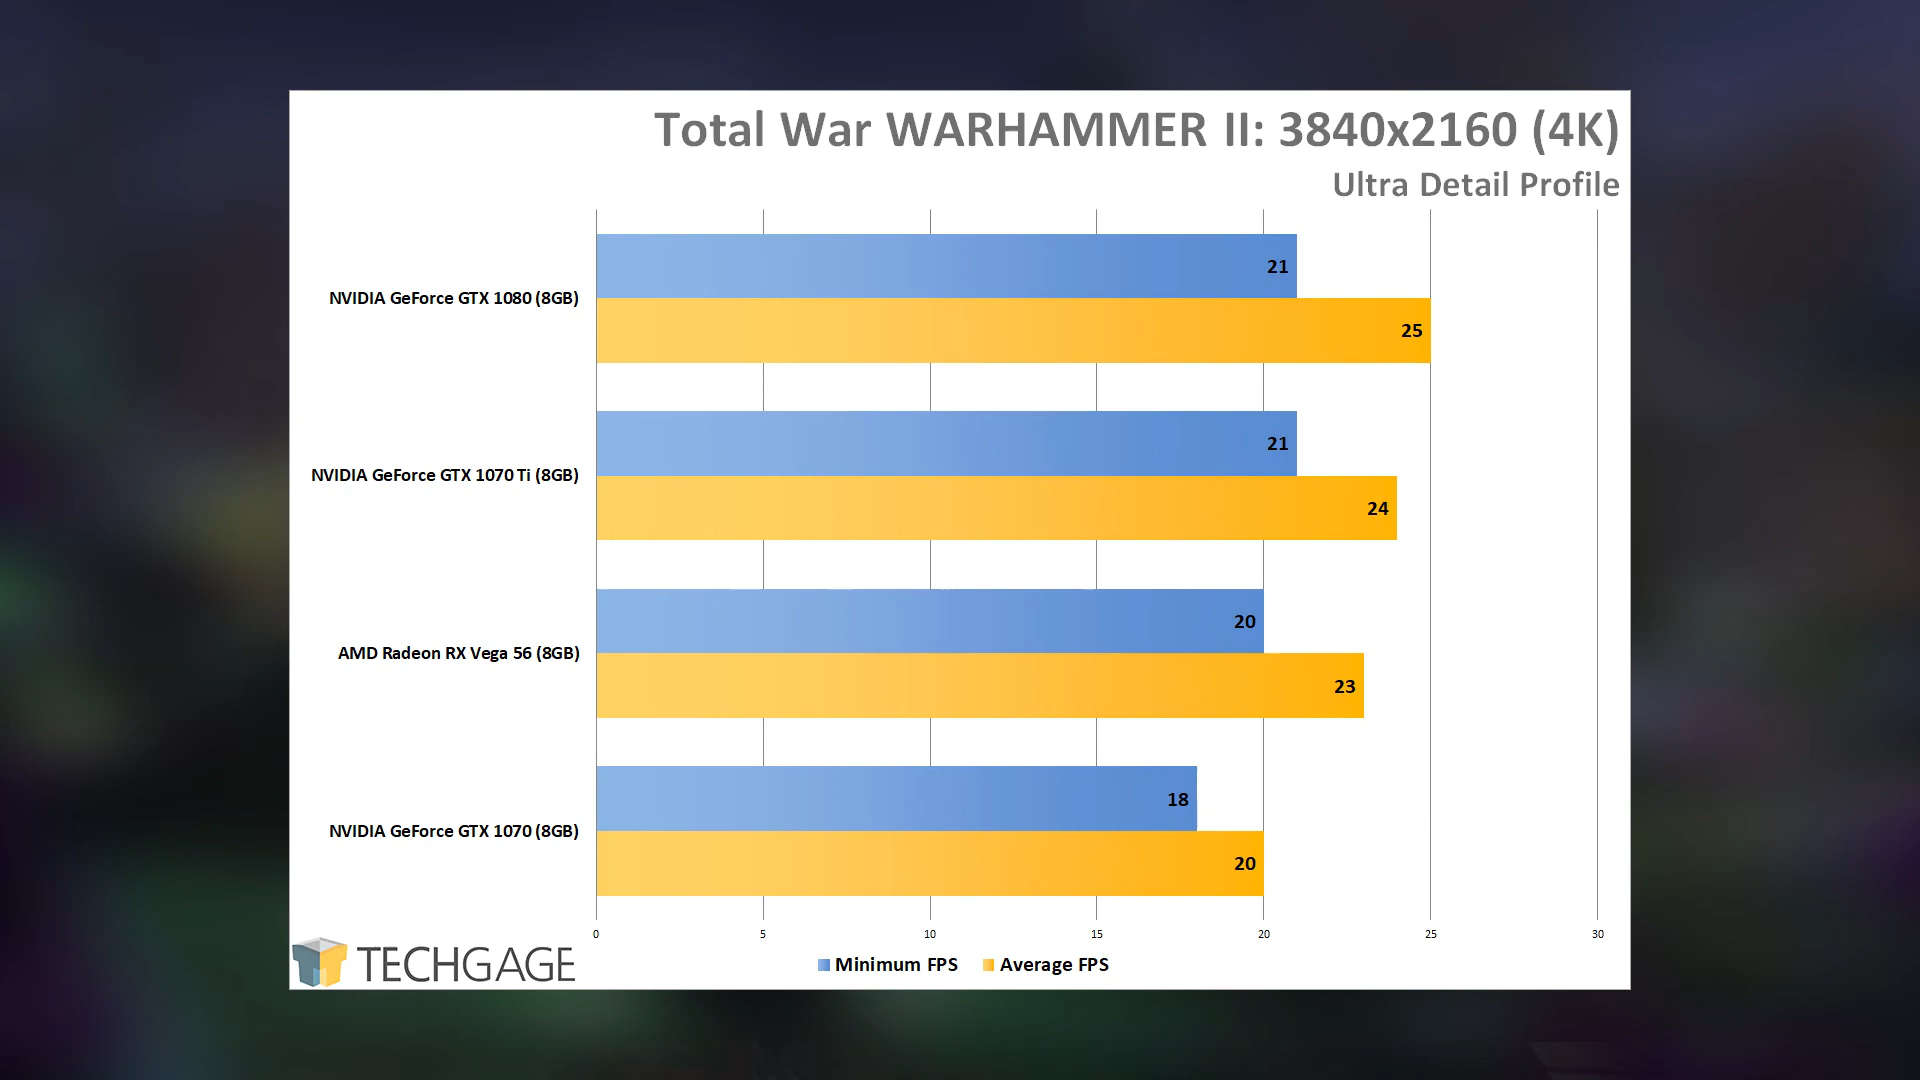 Total War WARHAMMER II: 3840x2160 (4K)
Ultra Detail Profile
NVIDIA GeForce GTX 1080 (8GB)
21
25
NVIDIA GeForce GTX 1070 Ti (8GB)
21
24
AMD Radeon RX Vega 56 (8GB)
20
23
NVIDIA GeForce GTX 1070 (8GB)
18
20
0 5 10 15 20 25 30
Minimum FPS Average FPS
TECHGAGE